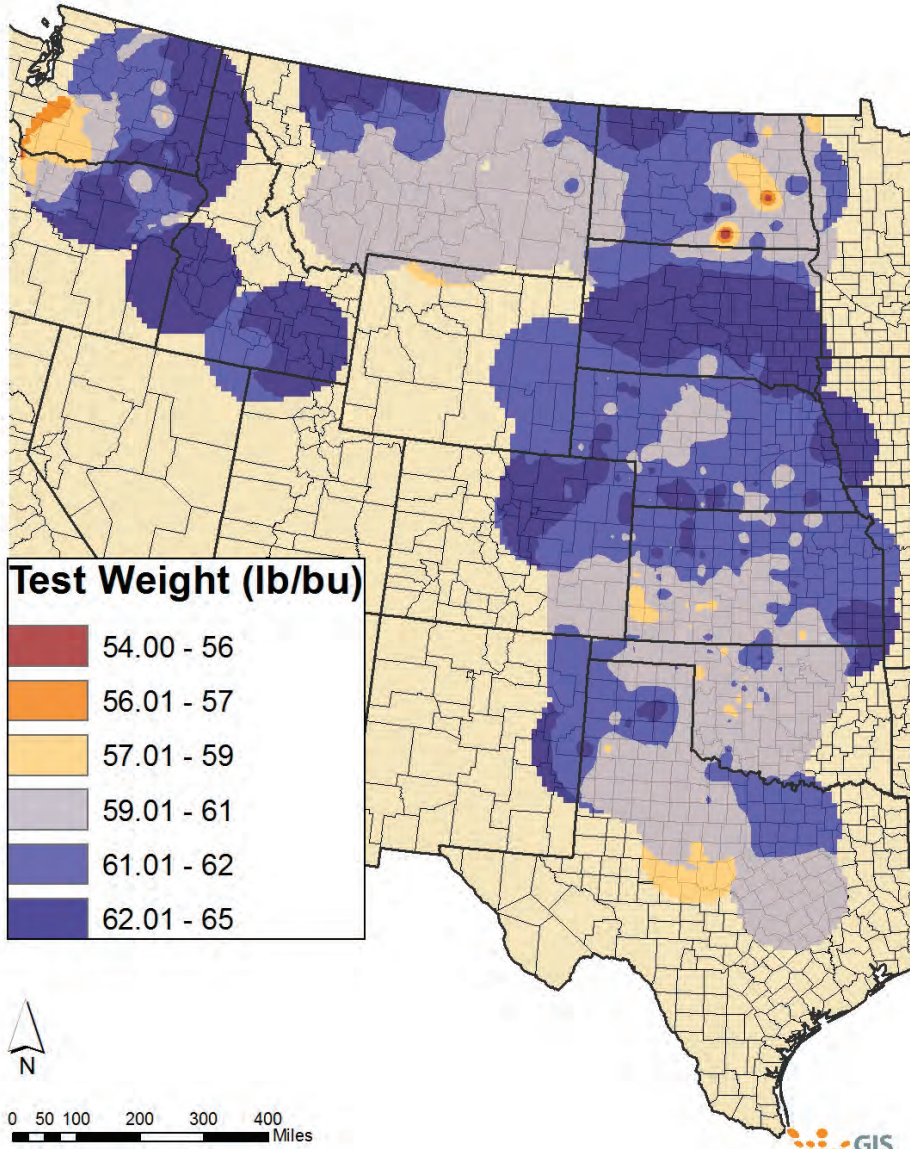 Test Weight (lb/bu)
54.00 - 56
56.01 - 57
57.01 - 59
59.01 - 61
61.01 - 62
62.01 - 65
N
0 50 100 200 300 400
Miles
GIS